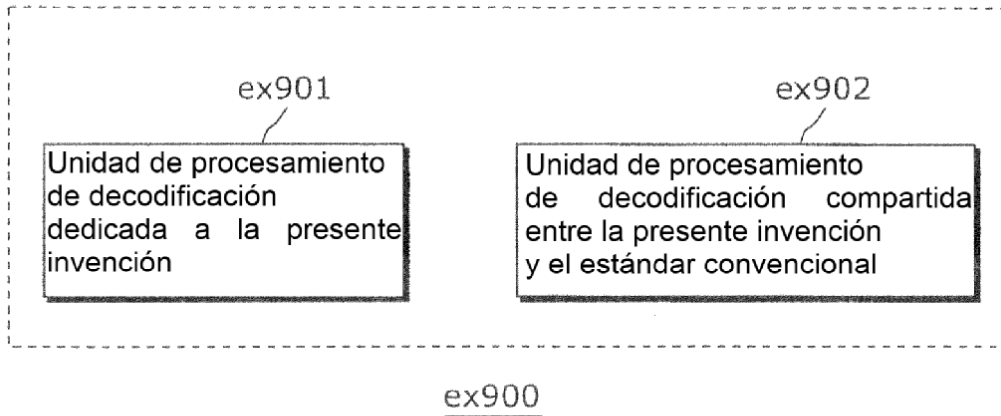 ex901
ex902
Unidad de procesamiento
de decodificación
dedicada a la presente
invención
Unidad de procesamiento
de decodificación compartida
entre la presente invención
y el estándar convencional
ex900